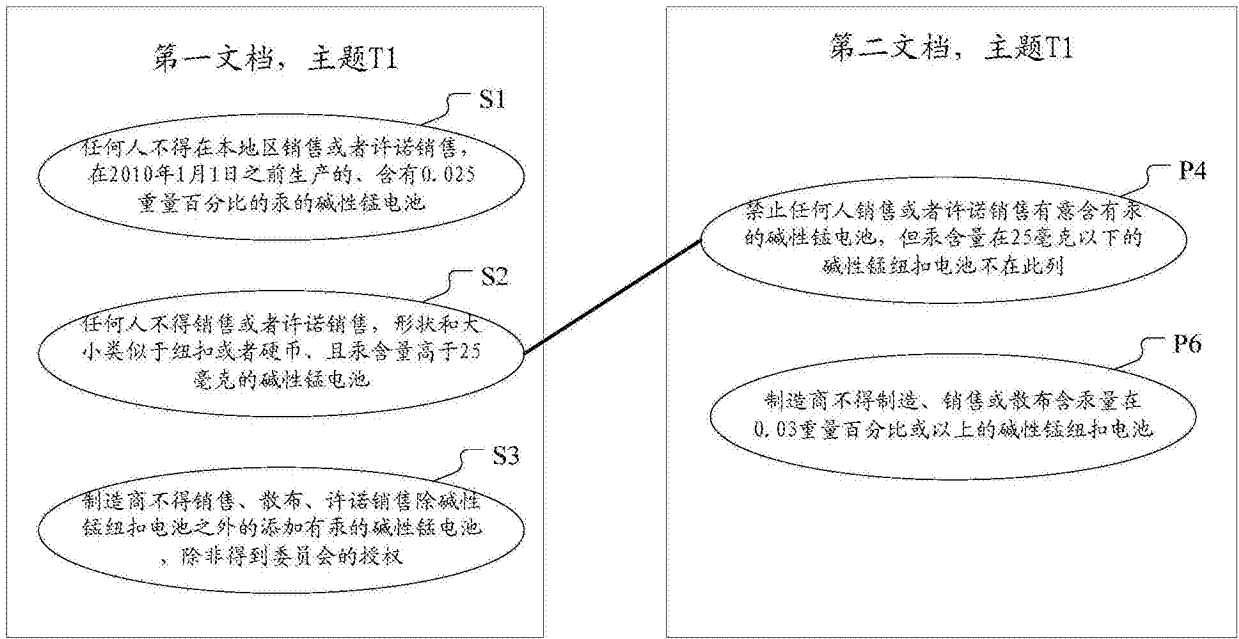 第一文档, 主题T1
S1
任何人不得在本地区销售或者许诺销售，
在2010年1月1日之前生产的、含有0.025
重量百分比的汞的碱性锰电池
S2
任何人不得销售或者许诺销售，形状和大
小类似于纽扣或者硬币、且汞含量高于25
毫克的碱性锰电池
S3
制造商不得销售、散布、许诺销售除碱性
锰纽扣电池之外的添加有汞的碱性锰电池
，除非得到委员会的授权
第二文档, 主题T1
P4
禁止任何人销售或者许诺销售有意含有汞
的碱性锰电池，但汞含量在25毫克以下的
碱性锰纽扣电池不在此列
P6
制造商不得制造、销售或散布含汞量在
0.03重量百分比或以上的碱性锰纽扣电池